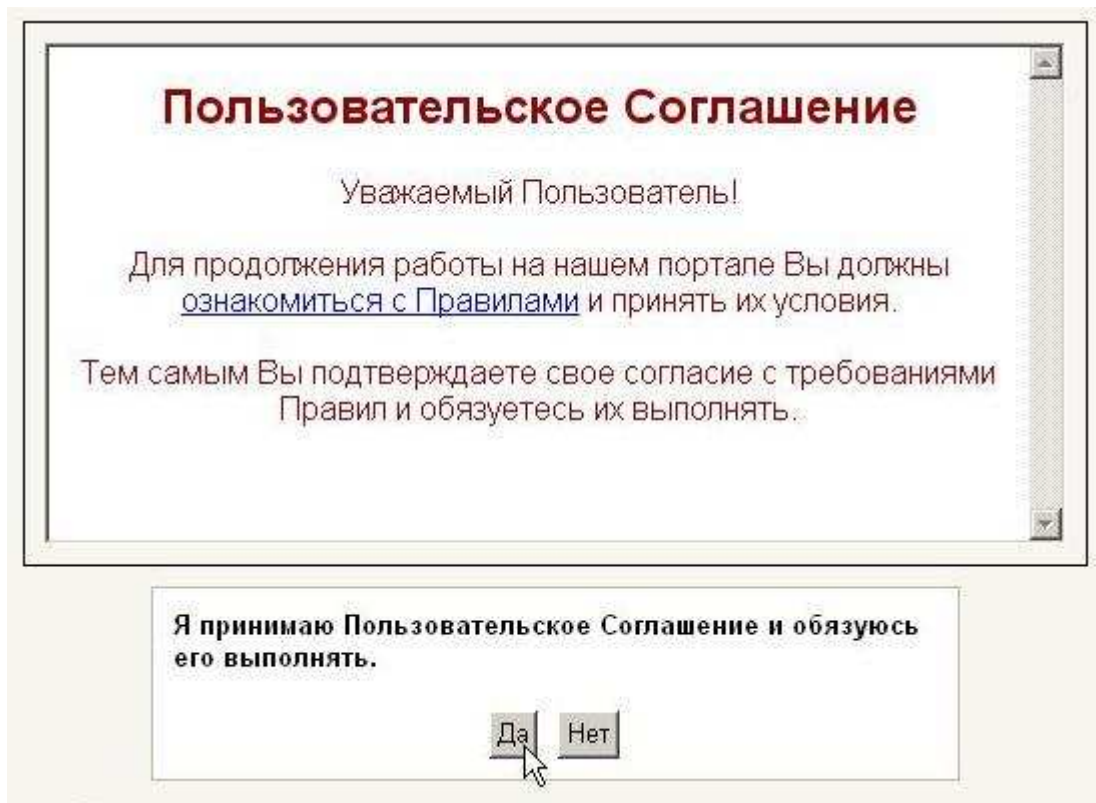 Пользовательское Соглашение
Уважаемый Пользователь!
Для продолжения работы на нашем портале Вы должны
ознакомиться с Правилами и принять их условия.
Тем самым Вы подтверждаете свое согласие с требованиями
Правил и обязуетесь их выполнять.
Я принимаю Пользовательское Соглашение и обязуюсь
его выполнять.
Да Нет